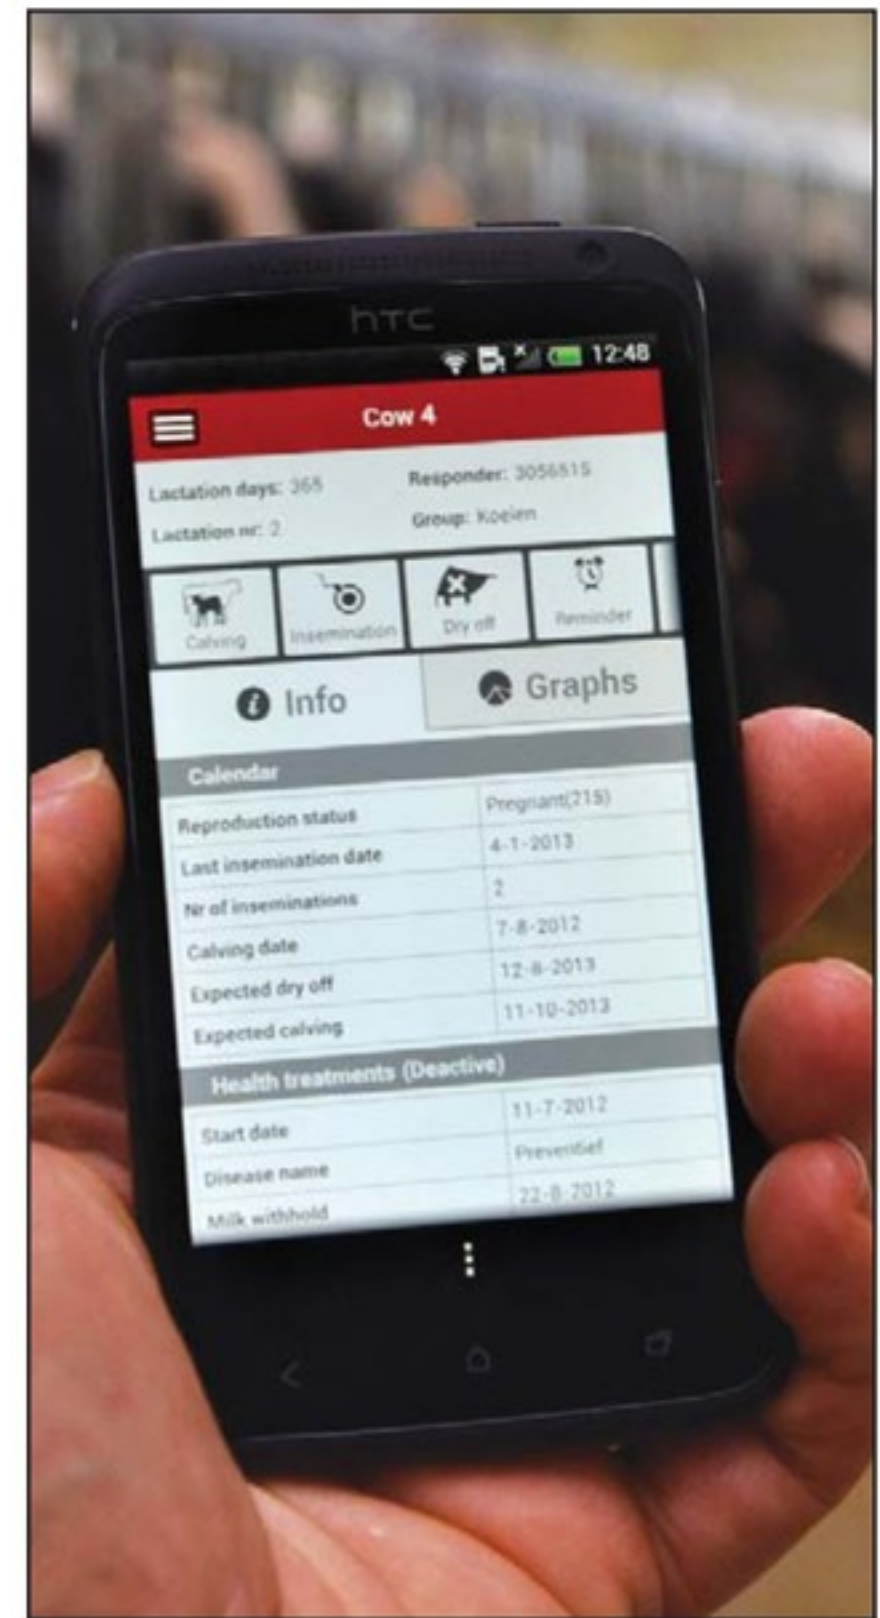 htc
12:48
Cow 4
Lactation days: 365 Responder: 3056515
Lactation nr: 2 Group: Koeien
Calving Insemination Dry off Reminder
i Info Graphs
Calendar
Reproduction status Pregnant(215)
Last insemination date 4-1-2013
Nr of inseminations 2
Calving date 7-8-2012
Expected dry off 12-8-2013
Expected calving 11-10-2013
Health treatments (Deactive)
Start date 11-7-2012
Disease name Preventief
Milk withhold 22-8-2012